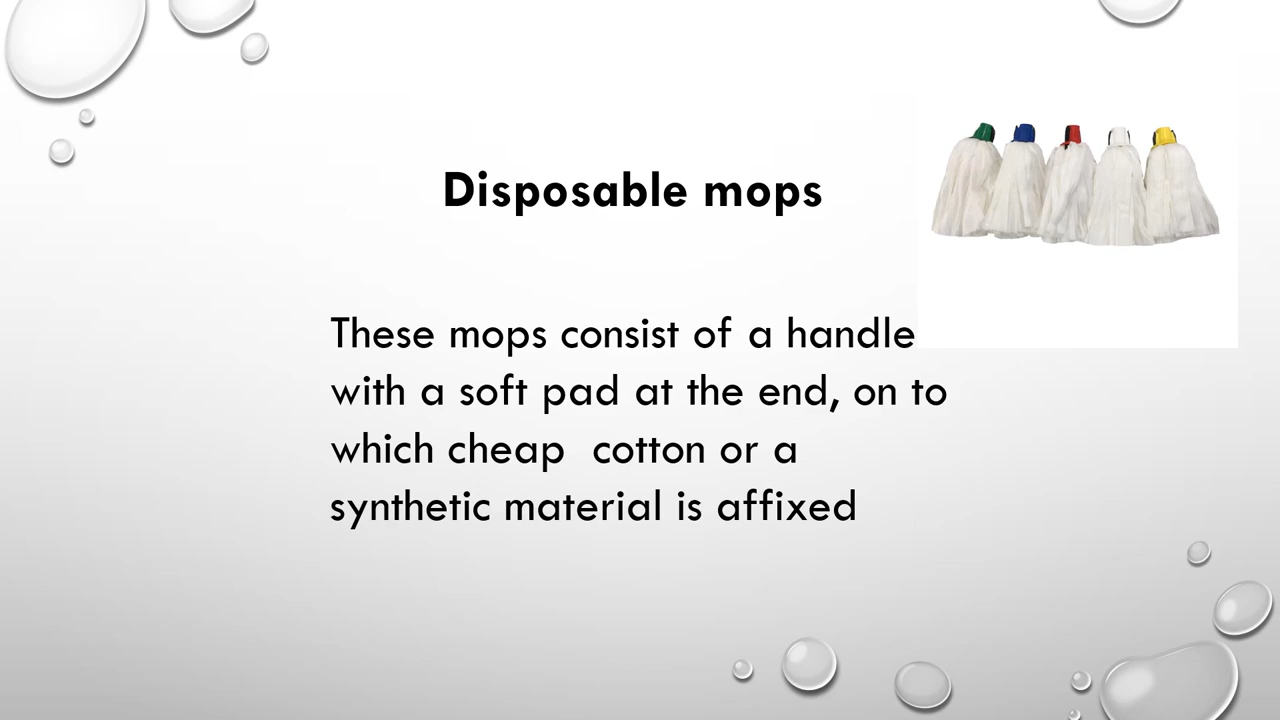 Disposable mops
These mops consist of a handle
with a soft pad at the end, on to
which cheap  cotton or a
synthetic material is affixed